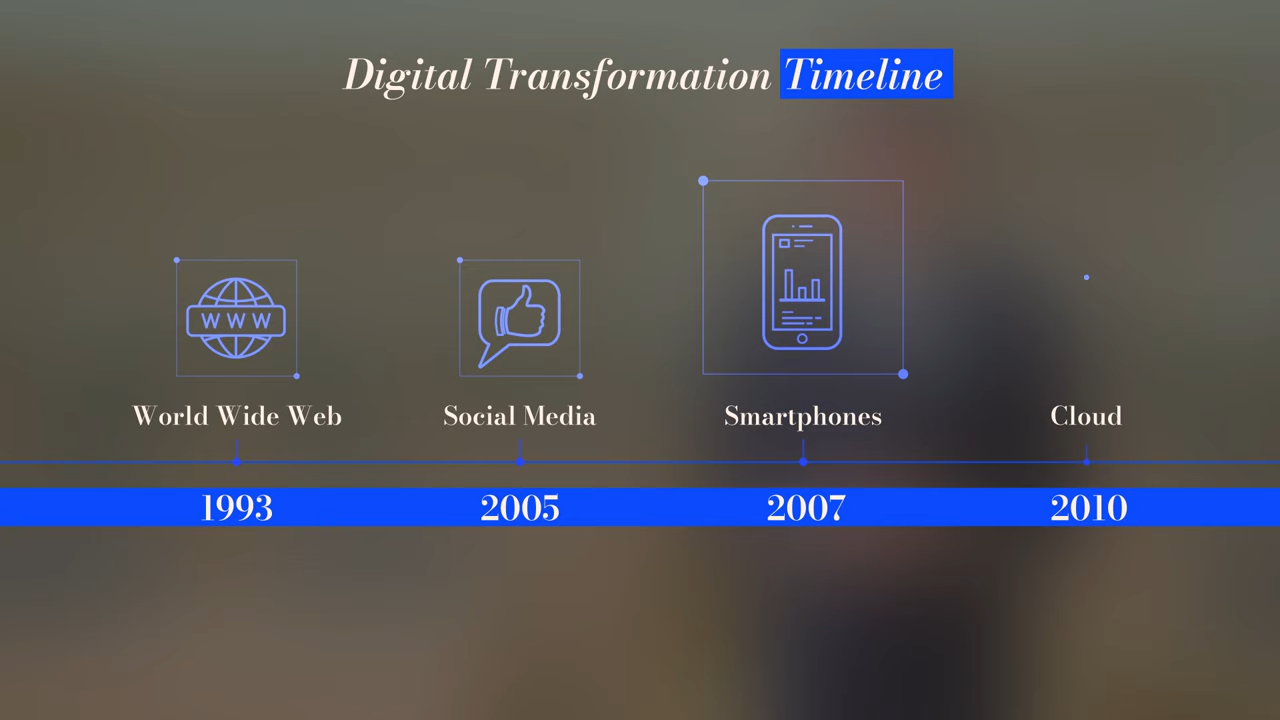 Digital Transformation Timeline
WWW
World Wide Web
Social Media
Smartphones
Cloud
1993
2005
2007
2010